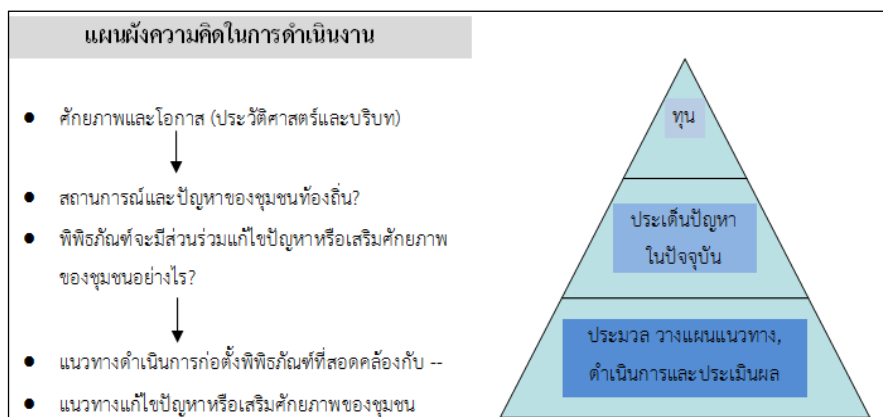 แผนผังความคิดในการดำเนินงาน
● ศักยภาพและโอกาส (ประวัติศาสตร์และบริบท)
● สถานการณ์และปัญหาของชุมชนท้องถิ่น?
● พิพิธภัณฑ์จะมีส่วนร่วมแก้ไขปัญหาหรือเสริมศักยภาพ
ของชุมชนอย่างไร?
● แนวทางดำเนินการก่อตั้งพิพิธภัณฑ์ที่สอดคล้องกับ --
● แนวทางแก้ไขปัญหาหรือเสริมศักยภาพของชุมชน
ทุน
ประเด็นปัญหา
ในปัจจุบัน
ประมวล วางแผนแนวทาง,
ดำเนินการและประเมินผล